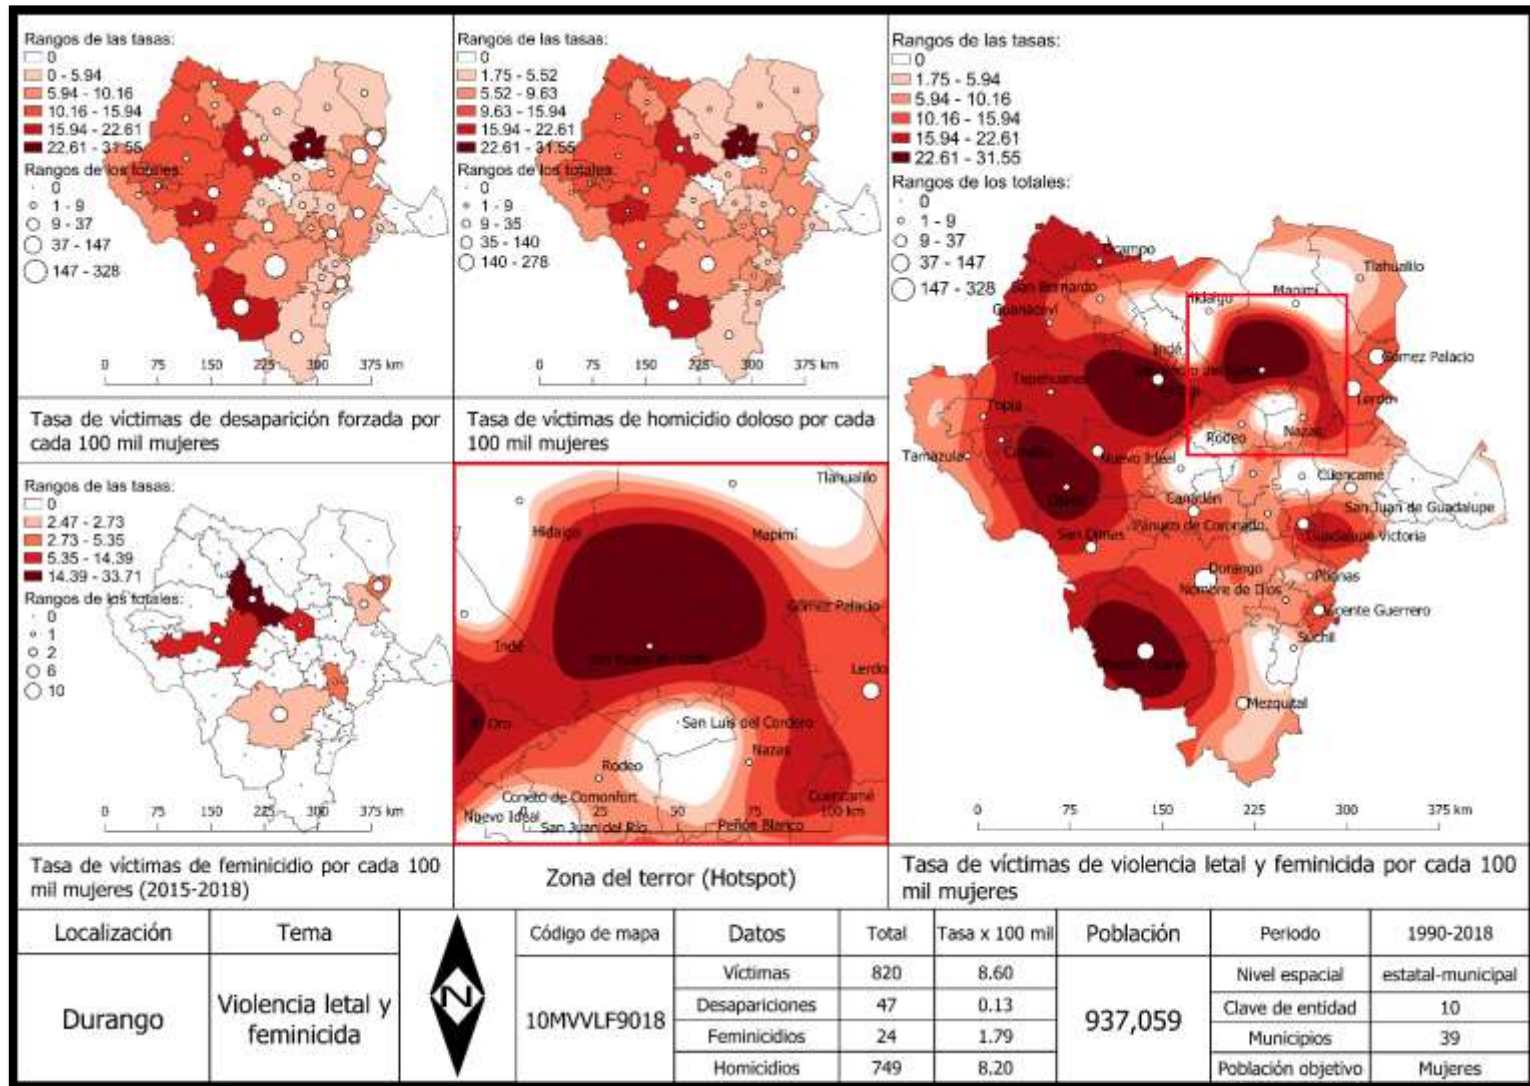 Rangos de las tasas:
0
0 - 5.94
5.94 - 10.16
10.16 - 15.94
15.94 - 22.61
22.61 - 31.55
Rangos de los totales:
0
1 - 9
9 - 37
37 - 147
147 - 328
0 75 150 225 300 375 km
Tasa de víctimas de desaparición forzada por
cada 100 mil mujeres
Rangos de las tasas:
0
1.75 - 5.52
5.52 - 9.63
9.63 - 15.94
15.94 - 22.61
22.61 - 31.55
Rangos de los totales:
0
1 - 9
9 - 35
35 - 140
140 - 278
0 75 150 225 300 375 km
Tasa de víctimas de homicidio doloso por cada
100 mil mujeres
Rangos de las tasas:
0
1.75 - 5.94
5.94 - 10.16
10.16 - 15.94
15.94 - 22.61
22.61 - 31.55
Rangos de los totales:
0
1 - 9
9 - 37
37 - 147
147 - 328
Ocampo
Tlahualilo
San Bernardo
Hidalgo
Mapimí
Guanaceví
Indé
Gómez Palacio
Tepehuanes
Lerdo
Topia
Nazas
Rodeo
Tamazula
Canelas
Nuevo Ideal
Cuencamé
Otáez
Canatlán
San Juan de Guadalupe
Pánuco de Coronado
San Dimas
Guadalupe Victoria
Durango
Poanas
Nombre de Dios
Vicente Guerrero
Súchil
Mezquital
0 75 150 225 300 375 km
Tasa de víctimas de violencia letal y feminicida por cada 100
mil mujeres
Rangos de las tasas:
0
2.47 - 2.73
2.73 - 5.35
5.35 - 14.39
14.39 - 33.71
Rangos de los totales:
0
1
2
6
10
0 75 150 225 300 375 km
Tasa de víctimas de feminicidio por cada 100
mil mujeres (2015-2018)
Tlahualilo
Hidalgo
Mapimí
Gómez Palacio
Indé
Lerdo
El Oro
San Luis del Cordero
Nazas
Rodeo
Coneto de Comonfort
Cuencamé
0 25 50 75 100 km
Nuevo Ideal
San Juan del Río
Peñón Blanco
Zona del terror (Hotspot)
Localización
Tema
Código de mapa
Datos
Total
Tasa x 100 mil
Población
Periodo
1990-2018
Durango
Violencia letal y
feminicida
N
10MVVLF9018
Víctimas 820 8.60
Desapariciones 47 0.13
Feminicidios 24 1.79
Homicidios 749 8.20
937,059
Nivel espacial estatal-municipal
Clave de entidad 10
Municipios 39
Población objetivo Mujeres